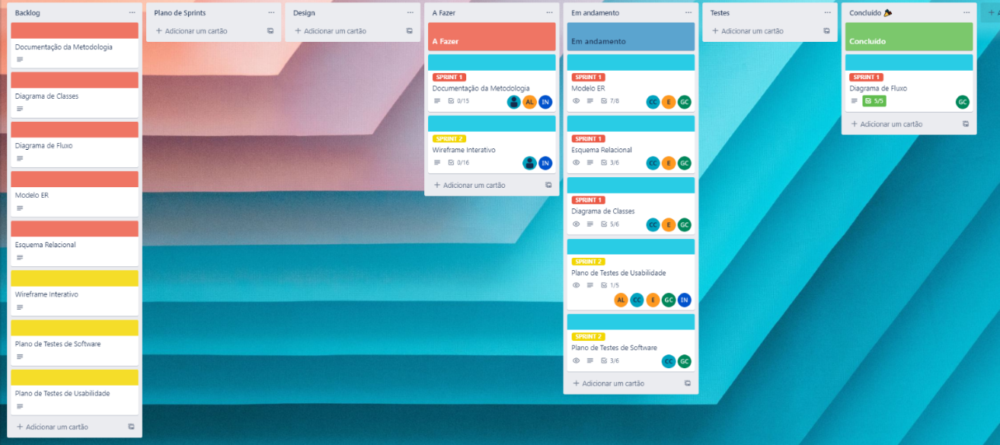 Backlog
Documentação da Metodologia
Diagrama de Classes
Diagrama de Fluxo
Modelo ER
Esquema Relacional
Wireframe Interativo
Plano de Testes de Software
Plano de Testes de Usabilidade
+ Adicionar um cartão
Plano de Sprints
+ Adicionar um cartão
Design
+ Adicionar um cartão
A Fazer
A Fazer
SPRINT 1
Documentação da Metodologia
0/15 AL IN
SPRINT 2
Wireframe Interativo
0/16 IN
+ Adicionar um cartão
Em andamento
Em andamento
SPRINT 1
Modelo ER
7/8 CC E GC
SPRINT 1
Esquema Relacional
3/6 CC E GC
SPRINT 1
Diagrama de Classes
5/6 CC E GC
SPRINT 2
Plano de Testes de Usabilidade
1/5
AL CC E GC IN
SPRINT 2
Plano de Testes de Software
3/6 CC GC
+ Adicionar um cartão
Testes
+ Adicionar um cartão
Concluído 🎉
Concluído
SPRINT 1
Diagrama de Fluxo
5/5 GC
+ Adicionar um cartão